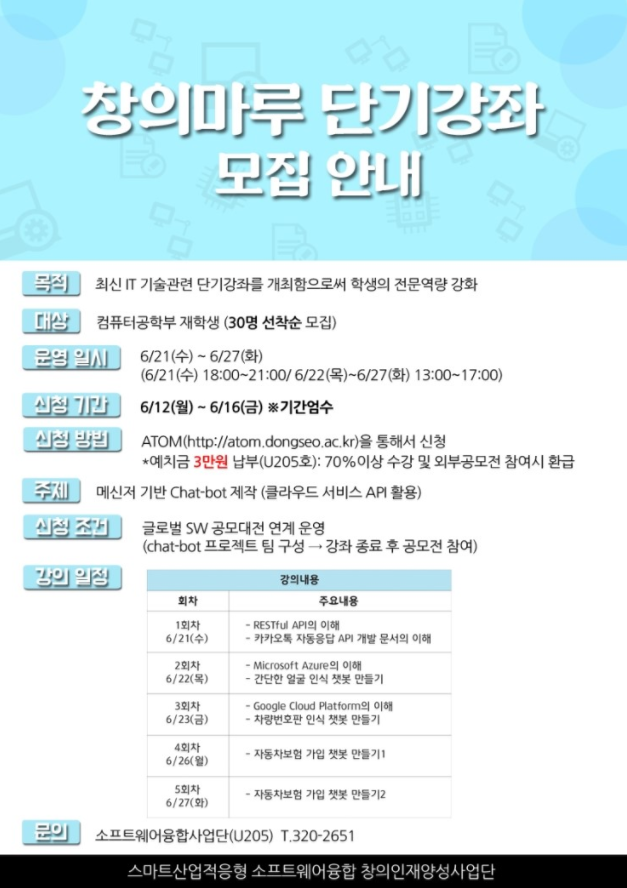 창의마루 단기강좌
모집 안내
목적 최신 IT 기술관련 단기강좌를 개최함으로써 학생의 전문역량 강화
대상 컴퓨터공학부 재학생 (30명 선착순 모집)
운영 일시 6/21(수) ~ 6/27(화)
(6/21(수) 18:00~21:00/ 6/22(목)~6/27(화) 13:00~17:00)
신청 기간 6/12(월) ~ 6/16(금) ※기간엄수
신청 방법 ATOM(http://atom.dongseo.ac.kr)을 통해서 신청
*예치금 3만원 납부(U205호): 70%이상 수강 및 외부공모전 참여시 환급
주제 메신저 기반 Chat-bot 제작 (클라우드 서비스 API 활용)
신청 조건 글로벌 SW 공모대전 연계 운영
(chat-bot 프로젝트 팀 구성 → 강좌 종료 후 공모전 참여)
강의 일정
강의내용
회차 주요내용
1회차
6/21(수)
- RESTful API의 이해
- 카카오톡 자동응답 API 개발 문서의 이해
2회차
6/22(목)
- Microsoft Azure의 이해
- 간단한 얼굴 인식 챗봇 만들기
3회차
6/23(금)
- Google Cloud Platform의 이해
- 차량번호판 인식 챗봇 만들기
4회차
6/26(월)
- 자동차보험 가입 챗봇 만들기1
5회차
6/27(화)
- 자동차보험 가입 챗봇 만들기2
문의 소프트웨어융합사업단(U205) T.320-2651
스마트산업적응형 소프트웨어융합 창의인재양성사업단